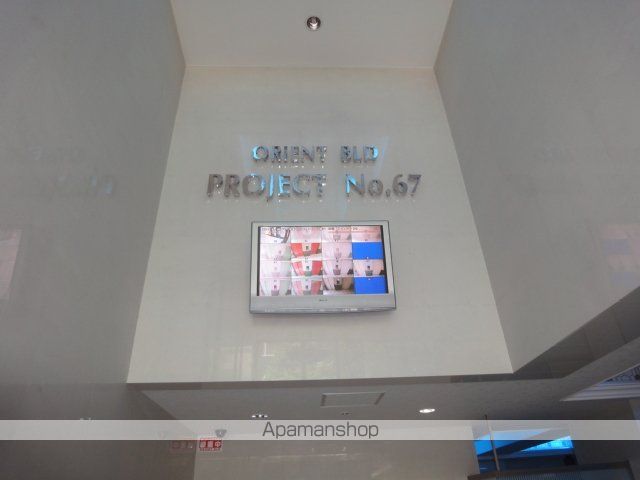 ORIENT BLD
PROJECT No.67
Apamanshop